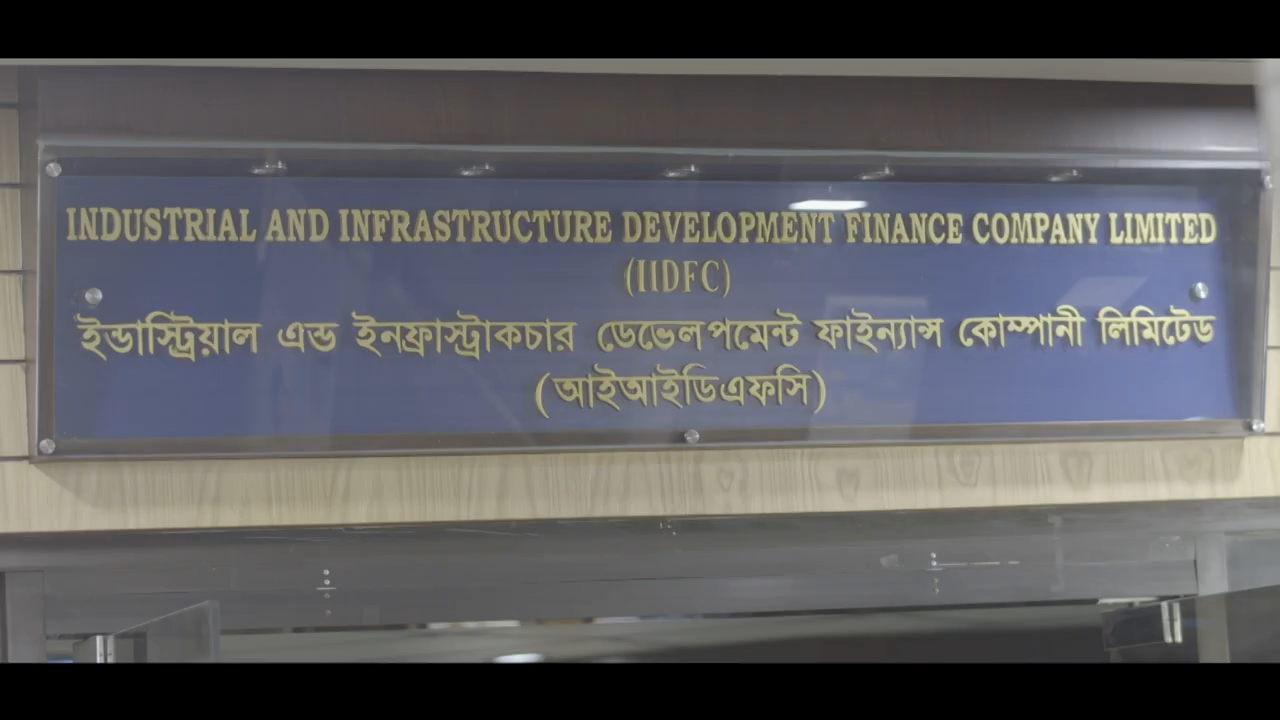 INDUSTRIAL AND INFRASTRUCTURE DEVELOPMENT FINANCE COMPANY LIMITED
(IIDFC)
ইন্ডাস্ট্রিয়াল এন্ড ইনফ্রাস্ট্রাকচার ডেভেলপমেন্ট ফাইন্যান্স কোম্পানী লিমিটেড
(আইআইডিএফসি)